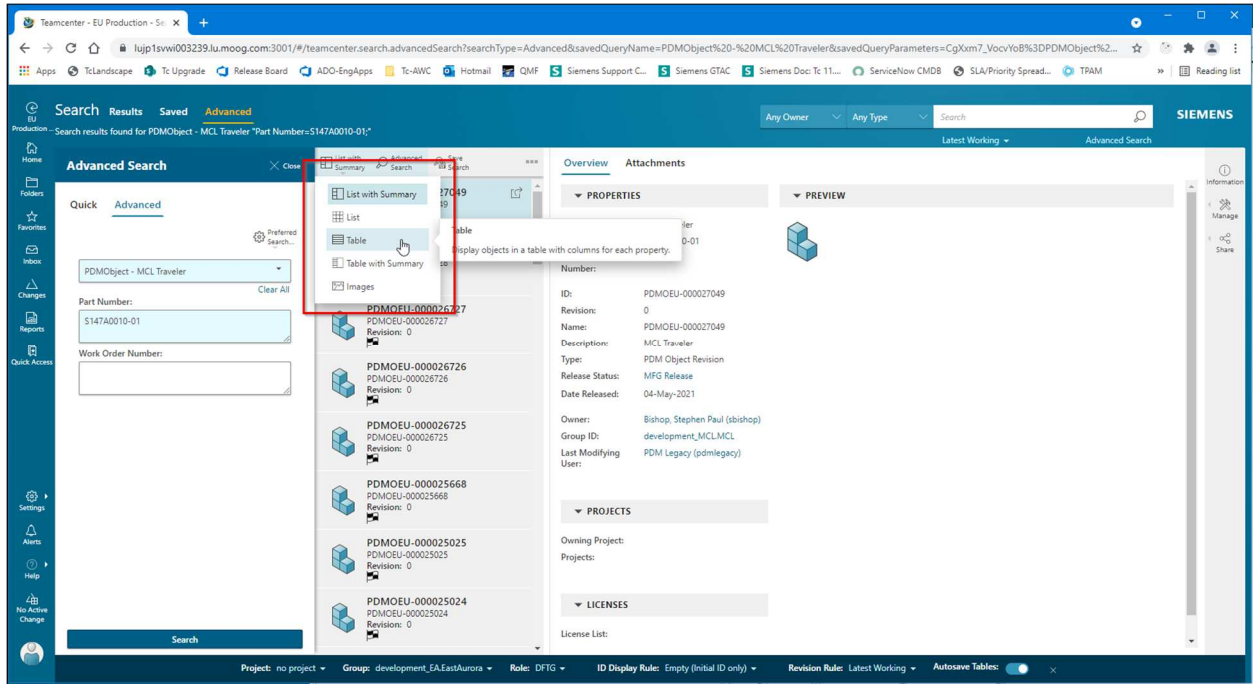 Teamcenter - EU Production - Se
lujp1svwi003239.lu.moog.com:3001/#/teamcenter.search.advancedSearch?searchType=Advanced&savedQueryName=PDMObject%20-%20MCL%20Traveler&savedQueryParameters=CgXxm7_VocvYoB%3DPDMObject%2...
Apps TcLandscape Tc Upgrade Release Board ADO-EngApps Tc-AWC Hotmail QMF Siemens Support C... Siemens GTAC Siemens Doc: Tc 11.... ServiceNow CMDB SLA/Priority Spread... TPAM » Reading list
EU
Production
Search Results Saved Advanced
Search results found for PDMObject - MCL Traveler "Part Number=S147A0010-01;"
Any Owner Any Type Search
Latest Working Advanced Search
SIEMENS
Home
Folders
Favorites
Inbox
Changes
Reports
Quick Access
Settings
Alerts
Help
No Active
Change
Advanced Search Close
Quick Advanced
Preferred
Search...
PDMObject - MCL Traveler
Clear All
Part Number:
S147A0010-01
Work Order Number:
Search
List with
Summary
Advanced
Search
Save
Search
List with Summary
List
Table
Table with Summary
Images
27049
49
Table
Display objects in a table with columns for each property.
PDMOEU-000026727
PDMOEU-000026727
Revision: 0
PDMOEU-000026726
PDMOEU-000026726
Revision: 0
PDMOEU-000026725
PDMOEU-000026725
Revision: 0
PDMOEU-000025668
PDMOEU-000025668
Revision: 0
PDMOEU-000025025
PDMOEU-000025025
Revision: 0
PDMOEU-000025024
PDMOEU-000025024
Revision: 0
Overview Attachments
PROPERTIES
eler
0-01
Number:
ID: PDMOEU-000027049
Revision: 0
Name: PDMOEU-000027049
Description: MCL Traveler
Type: PDM Object Revision
Release Status: MFG Release
Date Released: 04-May-2021
Owner: Bishop, Stephen Paul (sbishop)
Group ID: development_MCL.MCL
Last Modifying PDM Legacy (pdmlegacy)
User:
PROJECTS
Owning Project:
Projects:
LICENSES
License List:
PREVIEW
Information
Manage
Share
Project: no project Group: development_EA.EastAurora Role: DFTG ID Display Rule: Empty (Initial ID only) Revision Rule: Latest Working Autosave Tables: